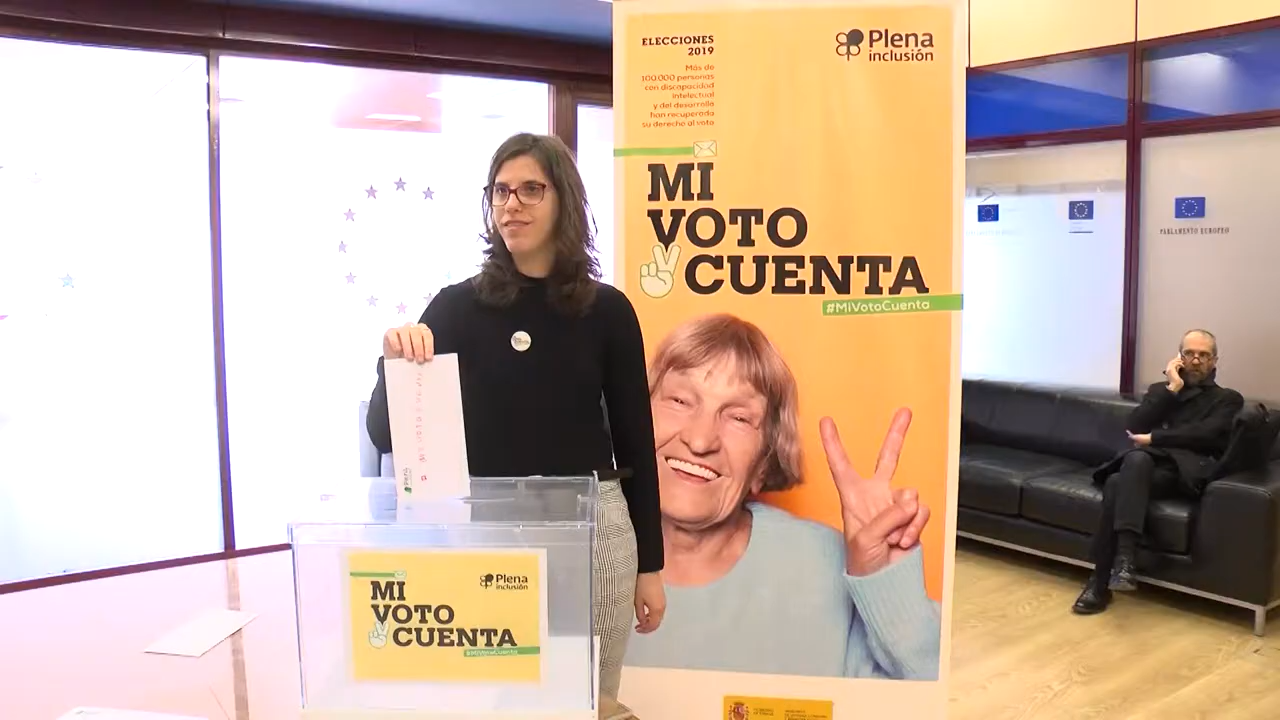 ELECCIONES
2019
Más de
100.000 personas
con discapacidad
intelectual
y del desarrollo
han recuperado
su derecho al voto
Plena
inclusión
MI
VOTO
CUENTA
#MiVotoCuenta
PARLAMENTO EUROPEO
Plena
inclusión
MI
VOTO
CUENTA
#MiVotoCuenta